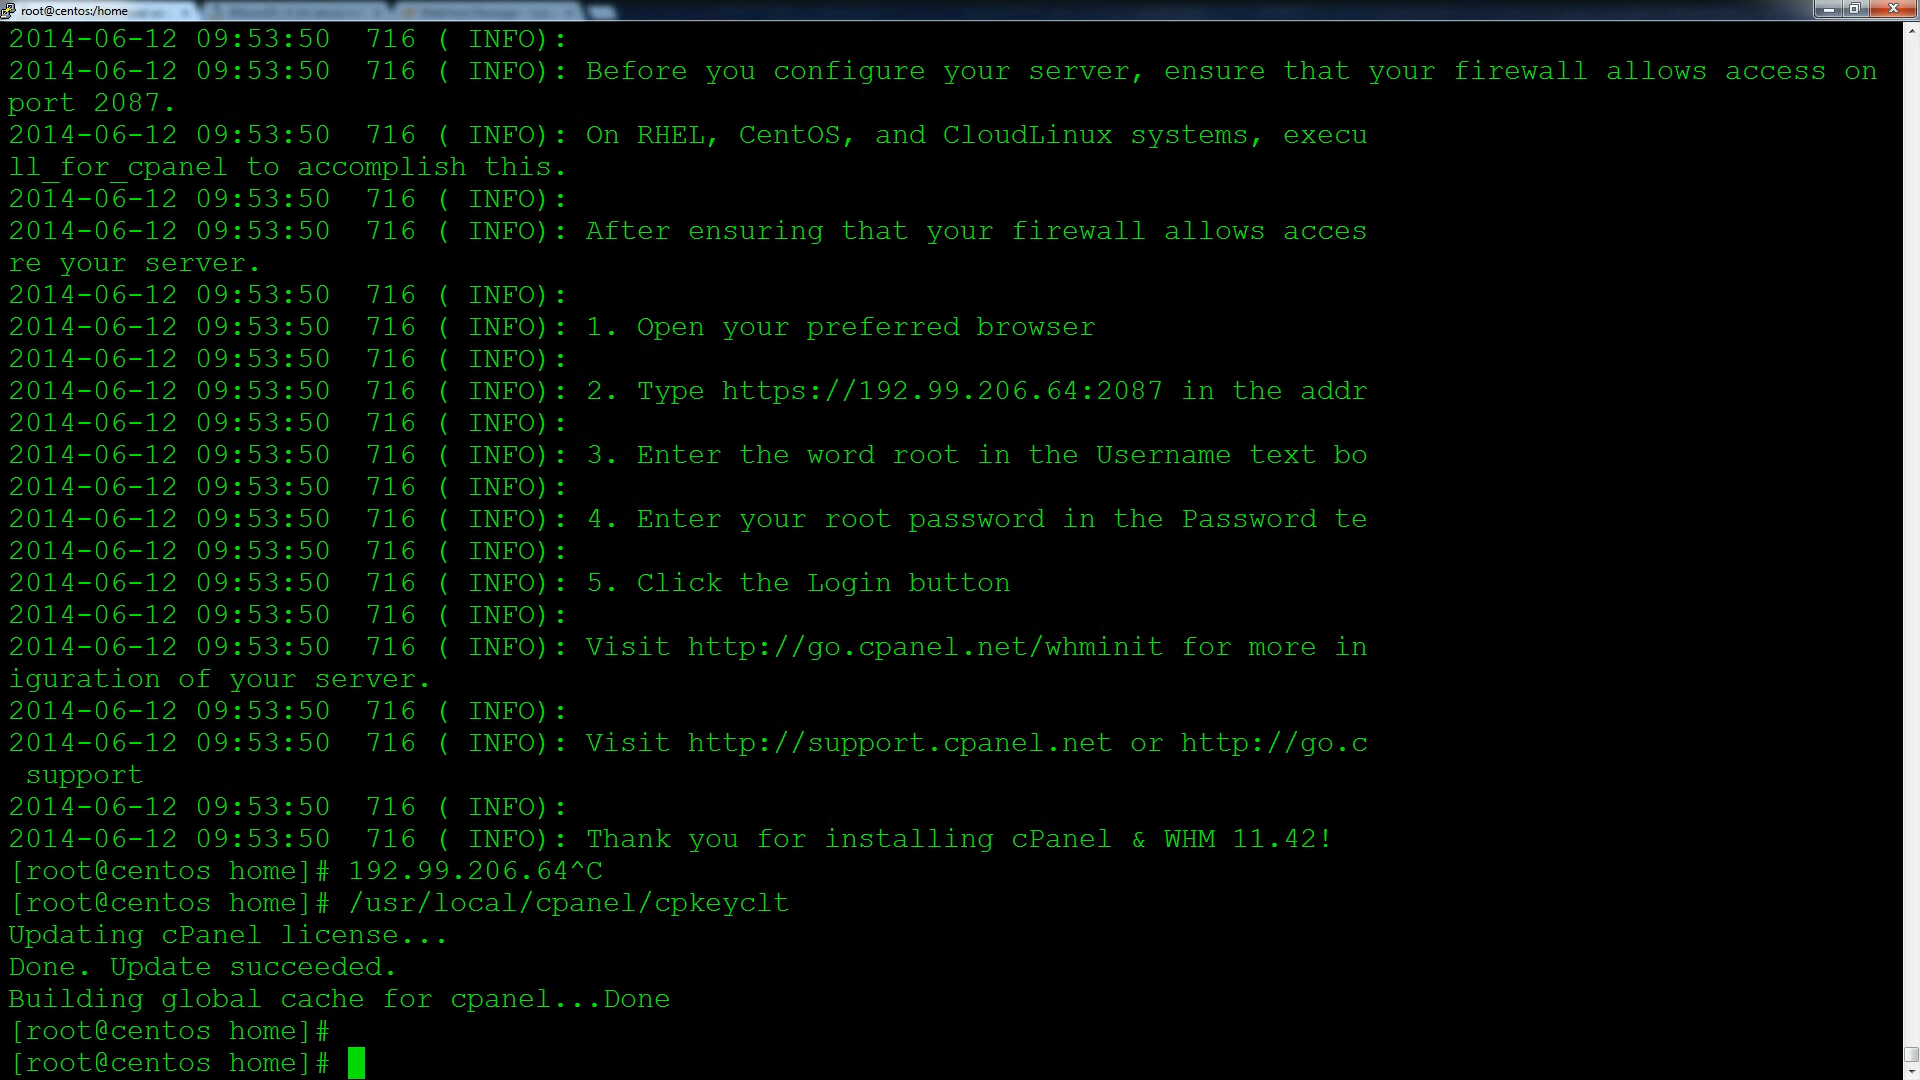 root@centos:/home
2014-06-12 09:53:50  716 ( INFO):
2014-06-12 09:53:50  716 ( INFO): Before you configure your server, ensure that your firewall allows access on
port 2087.
2014-06-12 09:53:50  716 ( INFO): On RHEL, CentOS, and CloudLinux systems, execu
ll_for_cpanel to accomplish this.
2014-06-12 09:53:50  716 ( INFO):
2014-06-12 09:53:50  716 ( INFO): After ensuring that your firewall allows acces
re your server.
2014-06-12 09:53:50  716 ( INFO):
2014-06-12 09:53:50  716 ( INFO): 1. Open your preferred browser
2014-06-12 09:53:50  716 ( INFO):
2014-06-12 09:53:50  716 ( INFO): 2. Type https://192.99.206.64:2087 in the addr
2014-06-12 09:53:50  716 ( INFO):
2014-06-12 09:53:50  716 ( INFO): 3. Enter the word root in the Username text bo
2014-06-12 09:53:50  716 ( INFO):
2014-06-12 09:53:50  716 ( INFO): 4. Enter your root password in the Password te
2014-06-12 09:53:50  716 ( INFO):
2014-06-12 09:53:50  716 ( INFO): 5. Click the Login button
2014-06-12 09:53:50  716 ( INFO):
2014-06-12 09:53:50  716 ( INFO): Visit http://go.cpanel.net/whminit for more in
iguration of your server.
2014-06-12 09:53:50  716 ( INFO):
2014-06-12 09:53:50  716 ( INFO): Visit http://support.cpanel.net or http://go.c
 support
2014-06-12 09:53:50  716 ( INFO):
2014-06-12 09:53:50  716 ( INFO): Thank you for installing cPanel & WHM 11.42!
[root@centos home]# 192.99.206.64^C
[root@centos home]# /usr/local/cpanel/cpkeyclt
Updating cPanel license...
Done. Update succeeded.
Building global cache for cpanel...Done
[root@centos home]#
[root@centos home]#